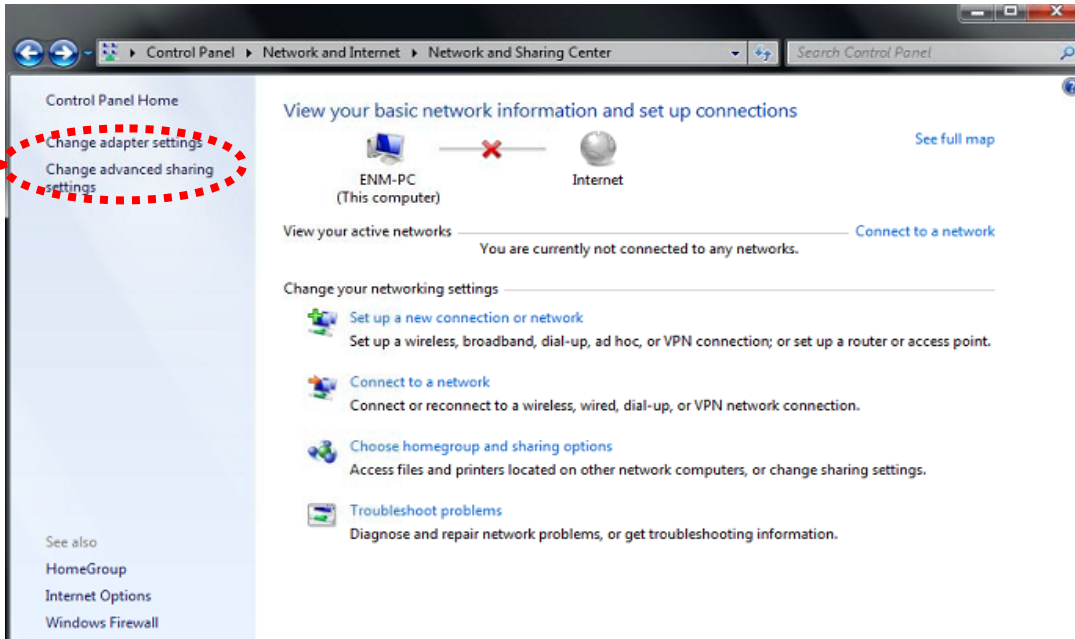 Control Panel ▸ Network and Internet ▸ Network and Sharing Center
Search Control Panel
Control Panel Home
Change adapter settings
Change advanced sharing
settings
View your basic network information and set up connections
See full map
ENM-PC
(This computer)
Internet
View your active networks
Connect to a network
You are currently not connected to any networks.
Change your networking settings
Set up a new connection or network
Set up a wireless, broadband, dial-up, ad hoc, or VPN connection; or set up a router or access point.
Connect to a network
Connect or reconnect to a wireless, wired, dial-up, or VPN network connection.
Choose homegroup and sharing options
Access files and printers located on other network computers, or change sharing settings.
Troubleshoot problems
Diagnose and repair network problems, or get troubleshooting information.
See also
HomeGroup
Internet Options
Windows Firewall